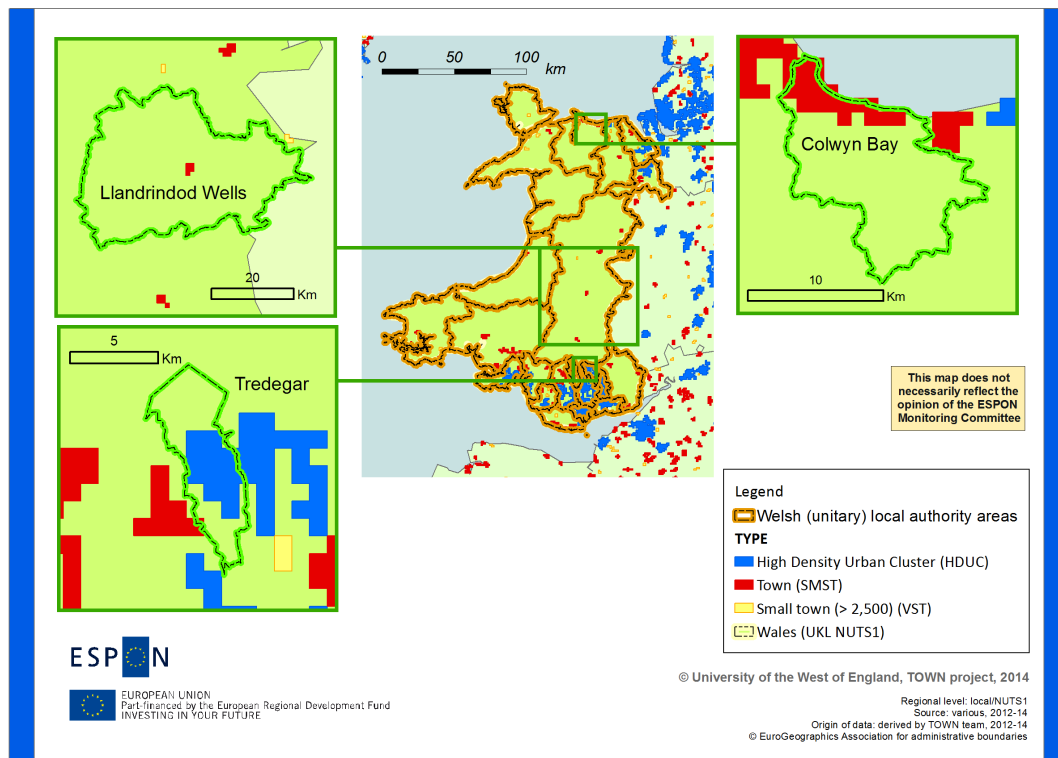 0 50 100
km
Llandrindod Wells
20
Km
Colwyn Bay
10
Km
5
Km
Tredegar
This map does not
necessarily reflect the
opinion of the ESPON
Monitoring Committee
Legend
Welsh (unitary) local authority areas
TYPE
High Density Urban Cluster (HDUC)
Town (SMST)
Small town (> 2,500) (VST)
Wales (UKL NUTS1)
ESPON
EUROPEAN UNION
Part-financed by the European Regional Development Fund
INVESTING IN YOUR FUTURE
© University of the West of England, TOWN project, 2014
Regional level: local/NUTS1
Source: various, 2012-14
Origin of data: derived by TOWN team, 2012-14
© EuroGeographics Association for administrative boundaries